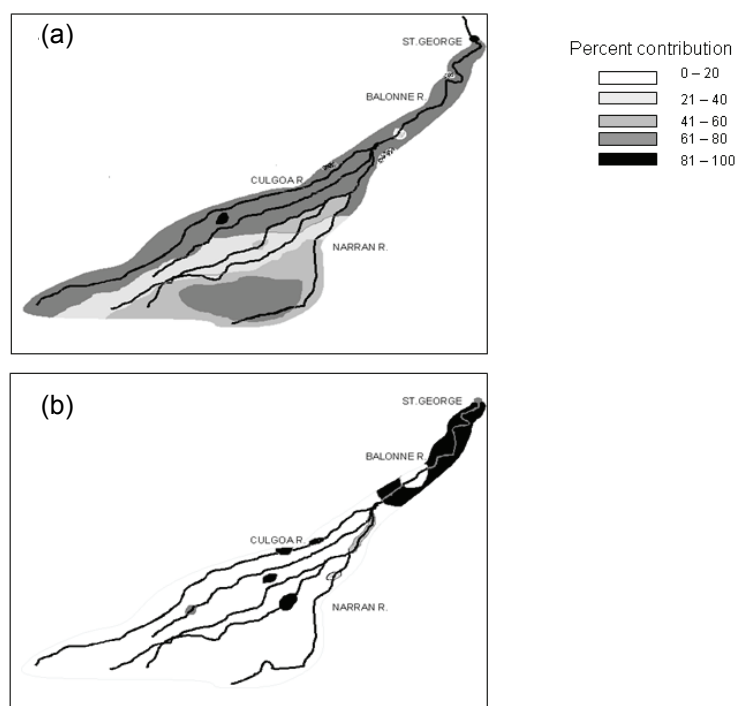 (a)
ST.GEORGE
BALONNE R.
CULGOA R.
NARRAN R.
Percent contribution
0 – 20
21 – 40
41 – 60
61 – 80
81 – 100
(b)
ST.GEORGE
BALONNE R.
CULGOA R.
NARRAN R.